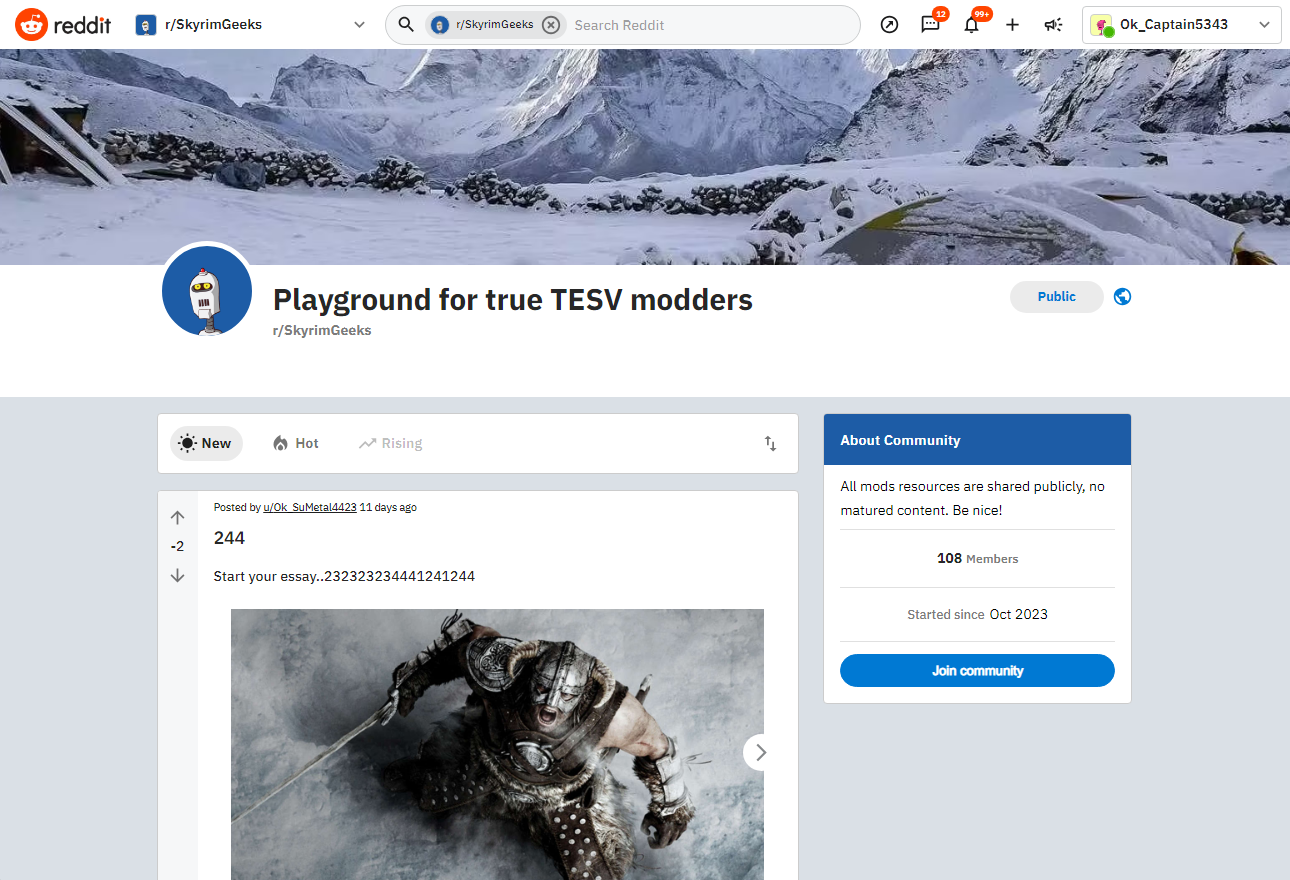 reddit r/SkyrimGeeks r/SkyrimGeeks Search Reddit 12 99+ Ok_Captain5343
Playground for true TESV modders
r/SkyrimGeeks
Public
New Hot Rising
Posted by u/Ok_SuMetal4423 11 days ago
-2
244
Start your essay..232323234441241244
About Community
All mods resources are shared publicly, no
matured content. Be nice!
108 Members
Started since Oct 2023
Join community